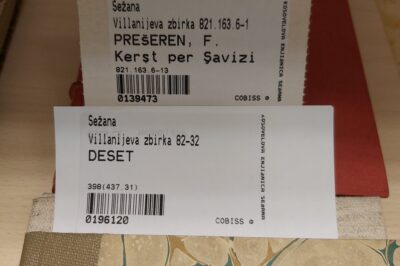 Sežana
Villanijeva zbirka 821.163.6-1
PREŠEREN, F.
Kerst per Şavizi
821.163.6-13
0139473
COBISS
KOSOVELOVA KNJIŽNICA SEŽANA
Sežana
Villanijeva zbirka 82-32
DESET
398(437.31)
0196120
COBISS
KOSOVELOVA KNJIŽNICA SEŽANA